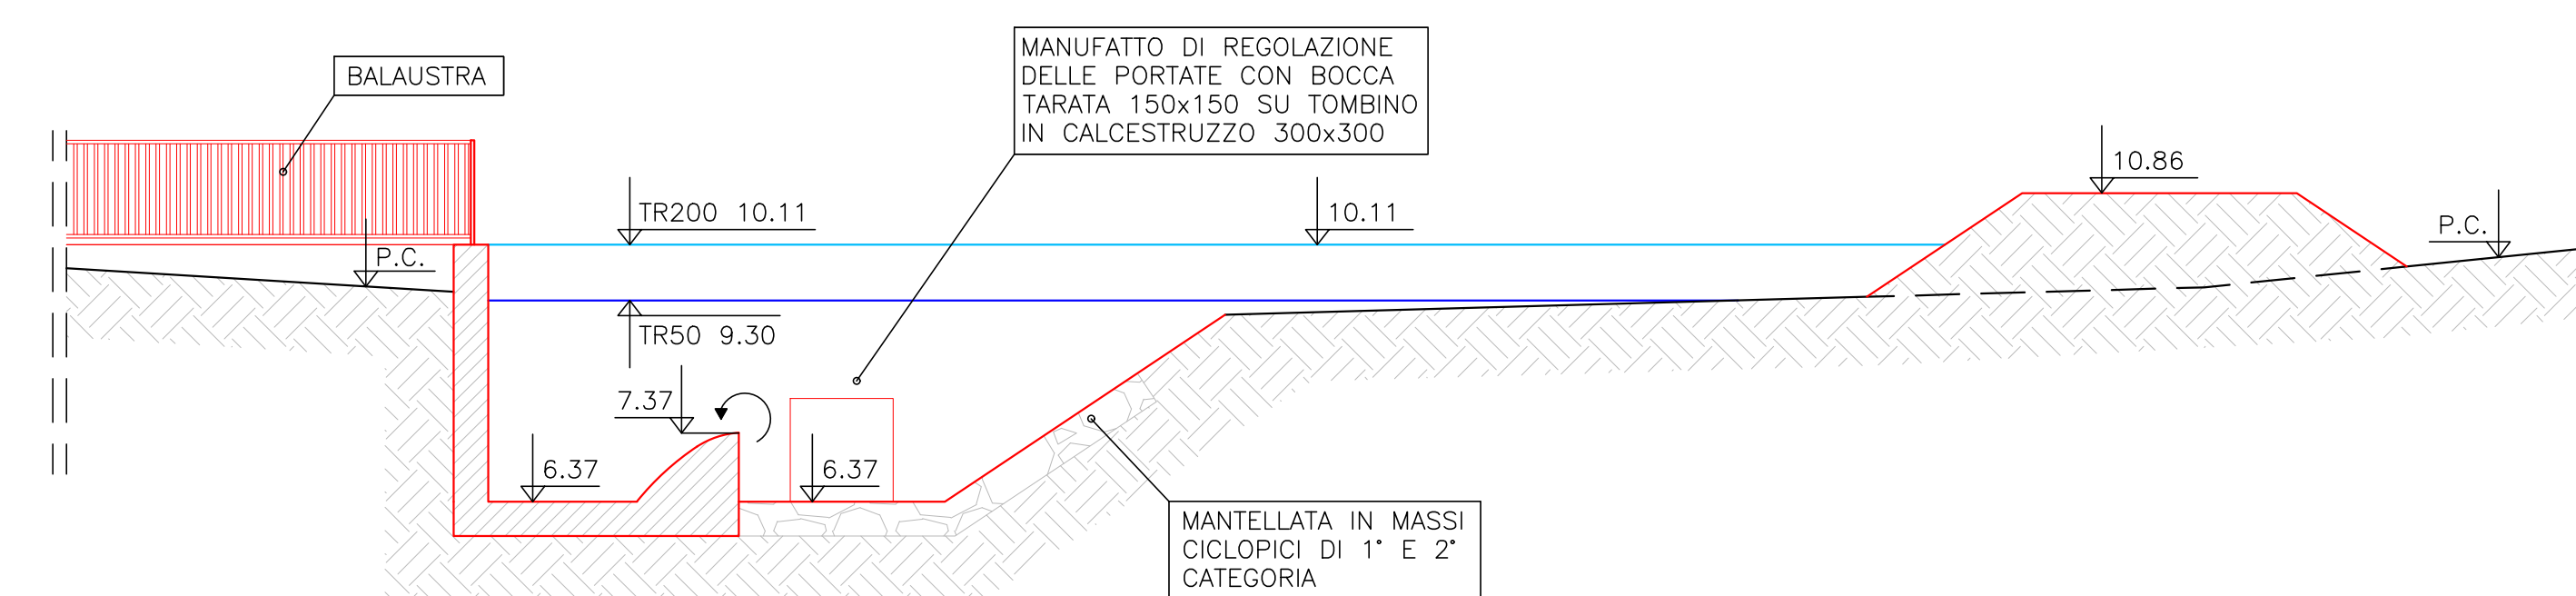 MANUFATTO DI REGOLAZIONE
DELLE PORTATE CON BOCCA
TARATA 150x150 SU TOMBINO
IN CALCESTRUZZO 300x300
BALAUSTRA
10.86
TR200 10.11
10.11
P.C.
P.C.
TR50 9.30
7.37
6.37
6.37
MANTELLATA IN MASSI
CICLOPICI DI 1° E 2°
CATEGORIA